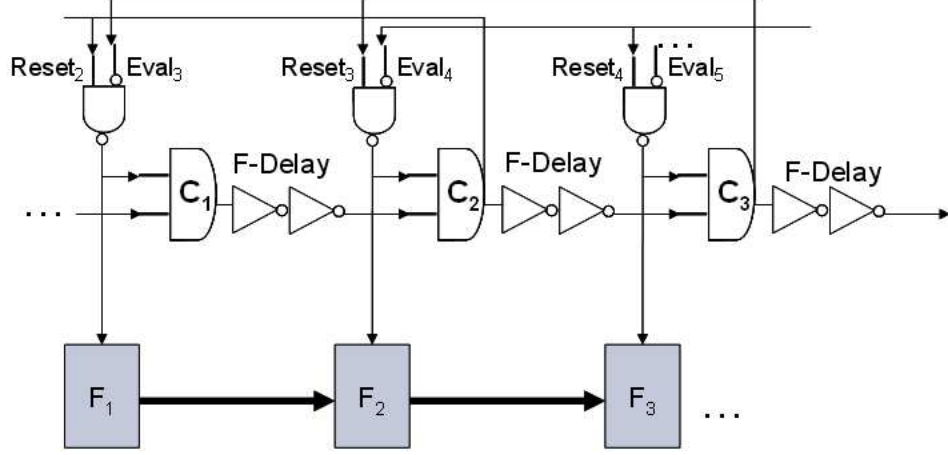 Reset₂ Eval₃ Reset₃ Eval₄ Reset₄ ... Eval₅
F-Delay F-Delay F-Delay
... C₁ C₂ C₃
F₁ F₂ F₃ ...